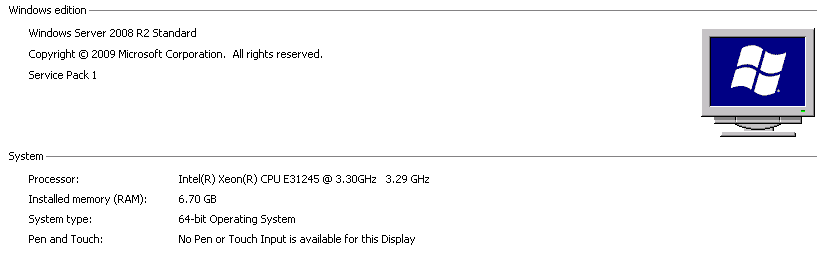 Windows edition
Windows Server 2008 R2 Standard
Copyright © 2009 Microsoft Corporation.  All rights reserved.
Service Pack 1
System
Processor: Intel(R) Xeon(R) CPU E31245 @ 3.30GHz   3.29 GHz
Installed memory (RAM): 6.70 GB
System type: 64-bit Operating System
Pen and Touch: No Pen or Touch Input is available for this Display